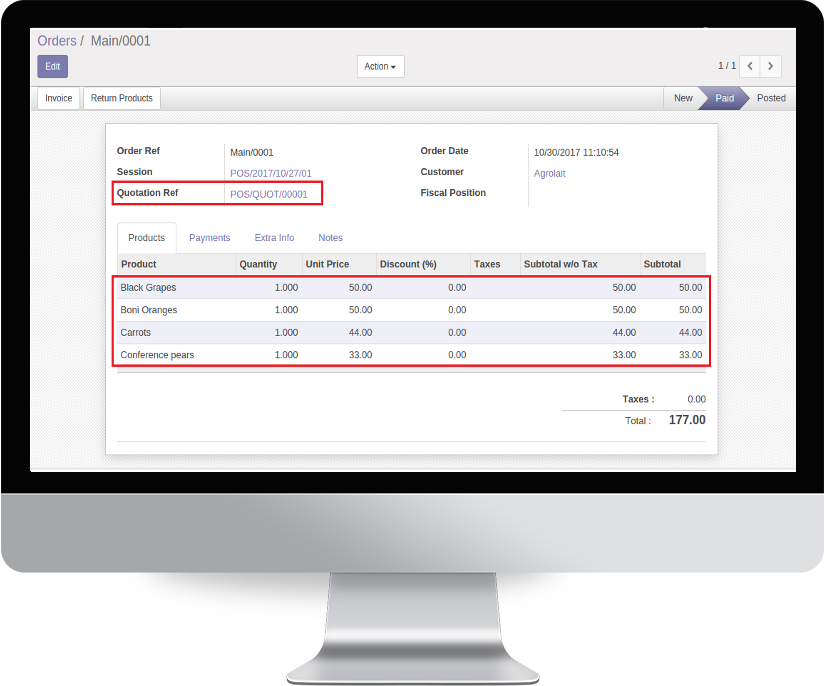 Orders / Main/0001
Edit Action 1 / 1
Invoice Return Products New Paid Posted
Order Ref Main/0001 Order Date 10/30/2017 11:10:54
Session POS/2017/10/27/01 Customer Agrolait
Quotation Ref POS/QUOT/00001 Fiscal Position
Products Payments Extra Info Notes
Product Quantity Unit Price Discount (%) Taxes Subtotal w/o Tax Subtotal
Black Grapes 1.000 50.00 0.00 50.00 50.00
Boni Oranges 1.000 50.00 0.00 50.00 50.00
Carrots 1.000 44.00 0.00 44.00 44.00
Conference pears 1.000 33.00 0.00 33.00 33.00
Taxes : 0.00
Total : 177.00